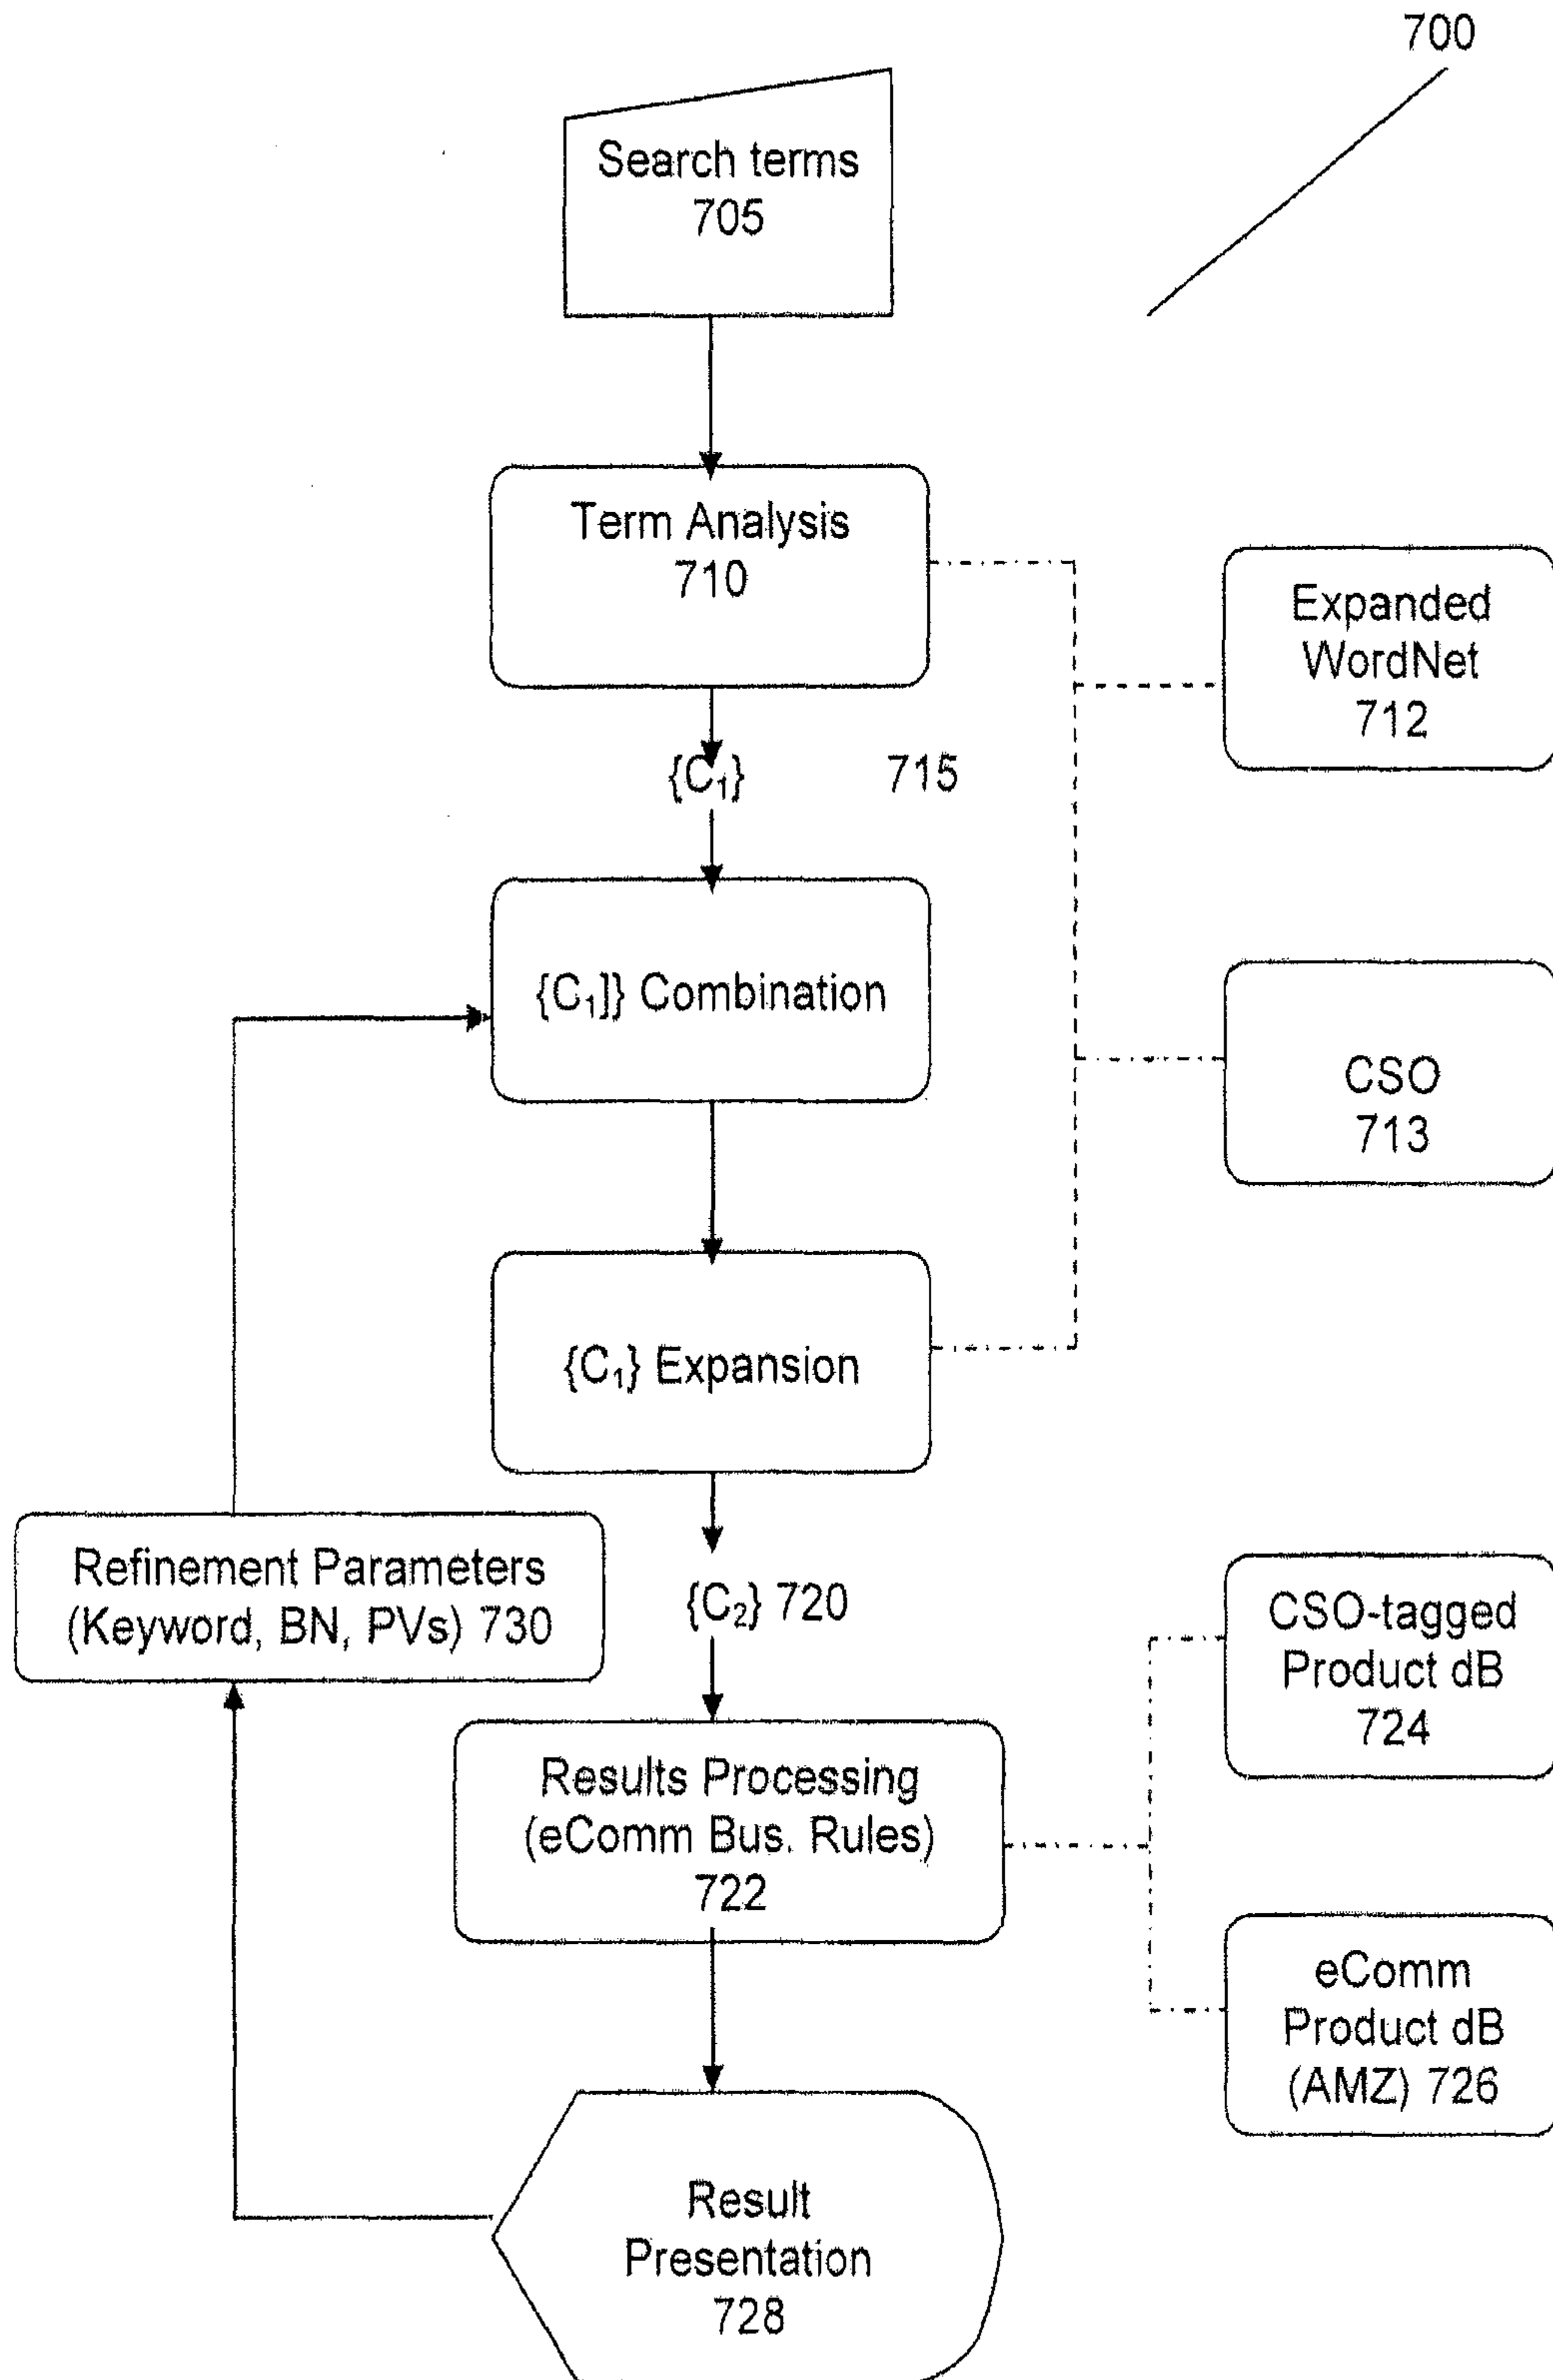 700
Search terms
705
Term Analysis
710
Expanded
WordNet
712
{C₁}
715
{C₁]} Combination
CSO
713
{C₁} Expansion
Refinement Parameters
(Keyword, BN, PVs) 730
{C₂} 720
CSO-tagged
Product dB
724
Results Processing
(eComm Bus. Rules)
722
eComm
Product dB
(AMZ) 726
Result
Presentation
728